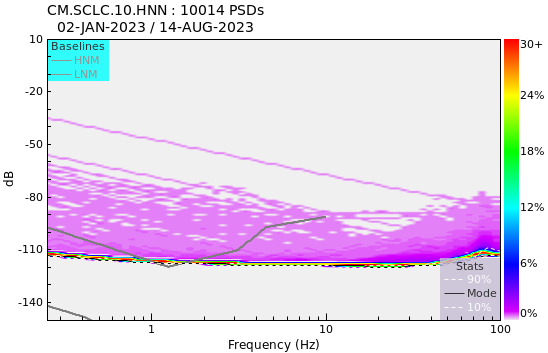 CM.SCLC.10.HNN : 10014 PSDs
02-JAN-2023 / 14-AUG-2023
Baselines
HNM
LNM
10
-20
-50
-80
-110
-140
dB
1
10
100
Frequency (Hz)
Stats
90%
Mode
10%
30+
24%
18%
12%
6%
0%